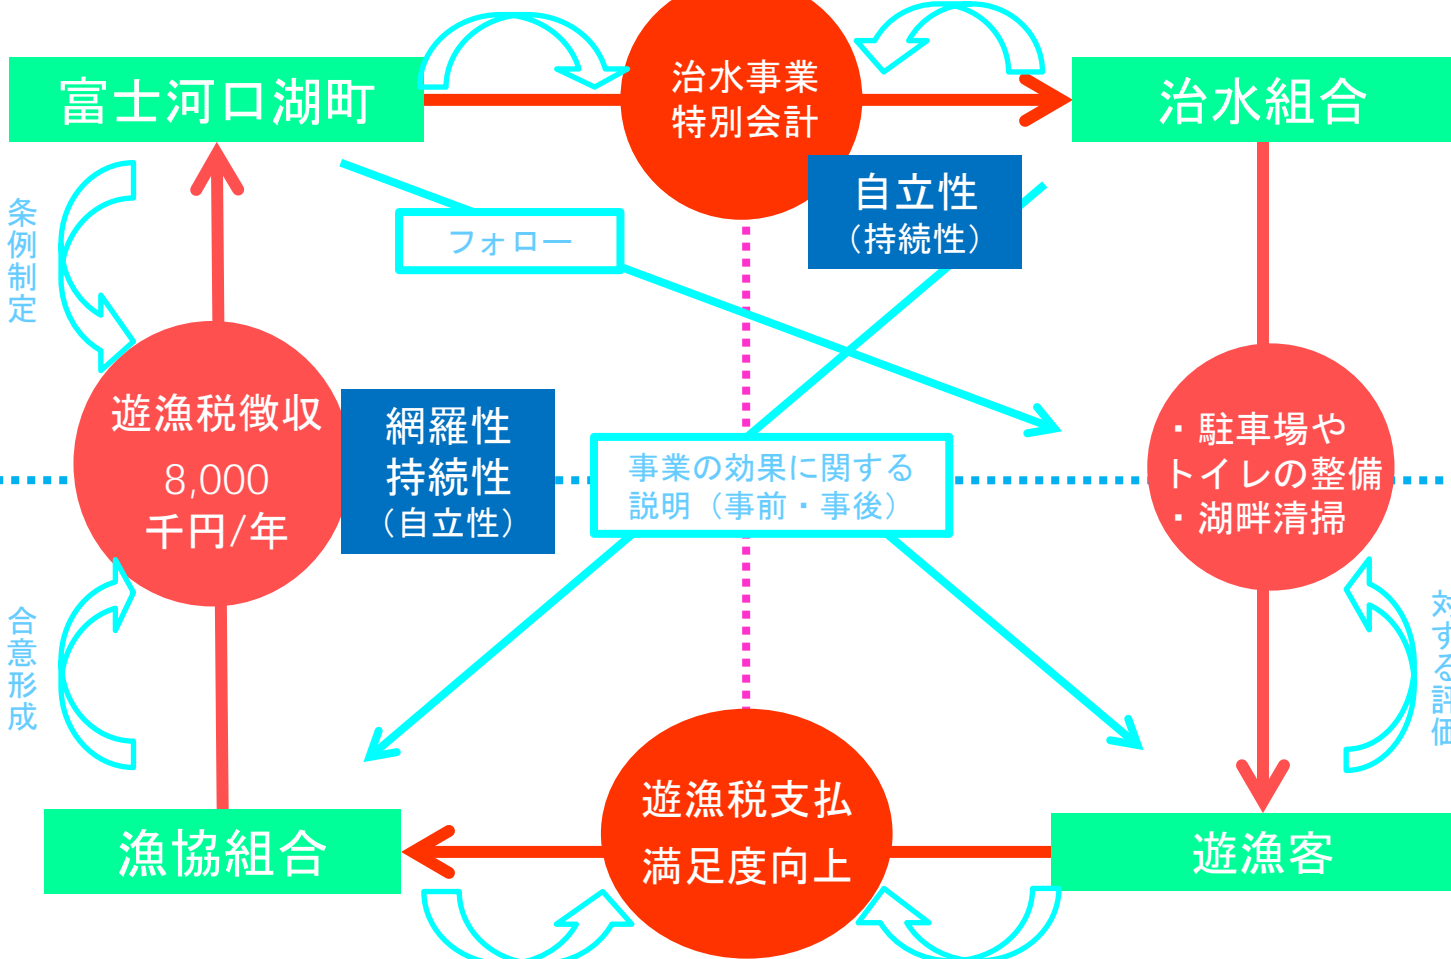 富士河口湖町
治水事業
特別会計
治水組合
条例制定
フォロー
自立性
（持続性）
遊漁税徴収
8,000
千円/年
網羅性
持続性
（自立性）
事業の効果に関する
説明（事前・事後）
・駐車場や
トイレの整備
・湖畔清掃
合意形成
対する評価
漁協組合
遊漁税支払
満足度向上
遊漁客